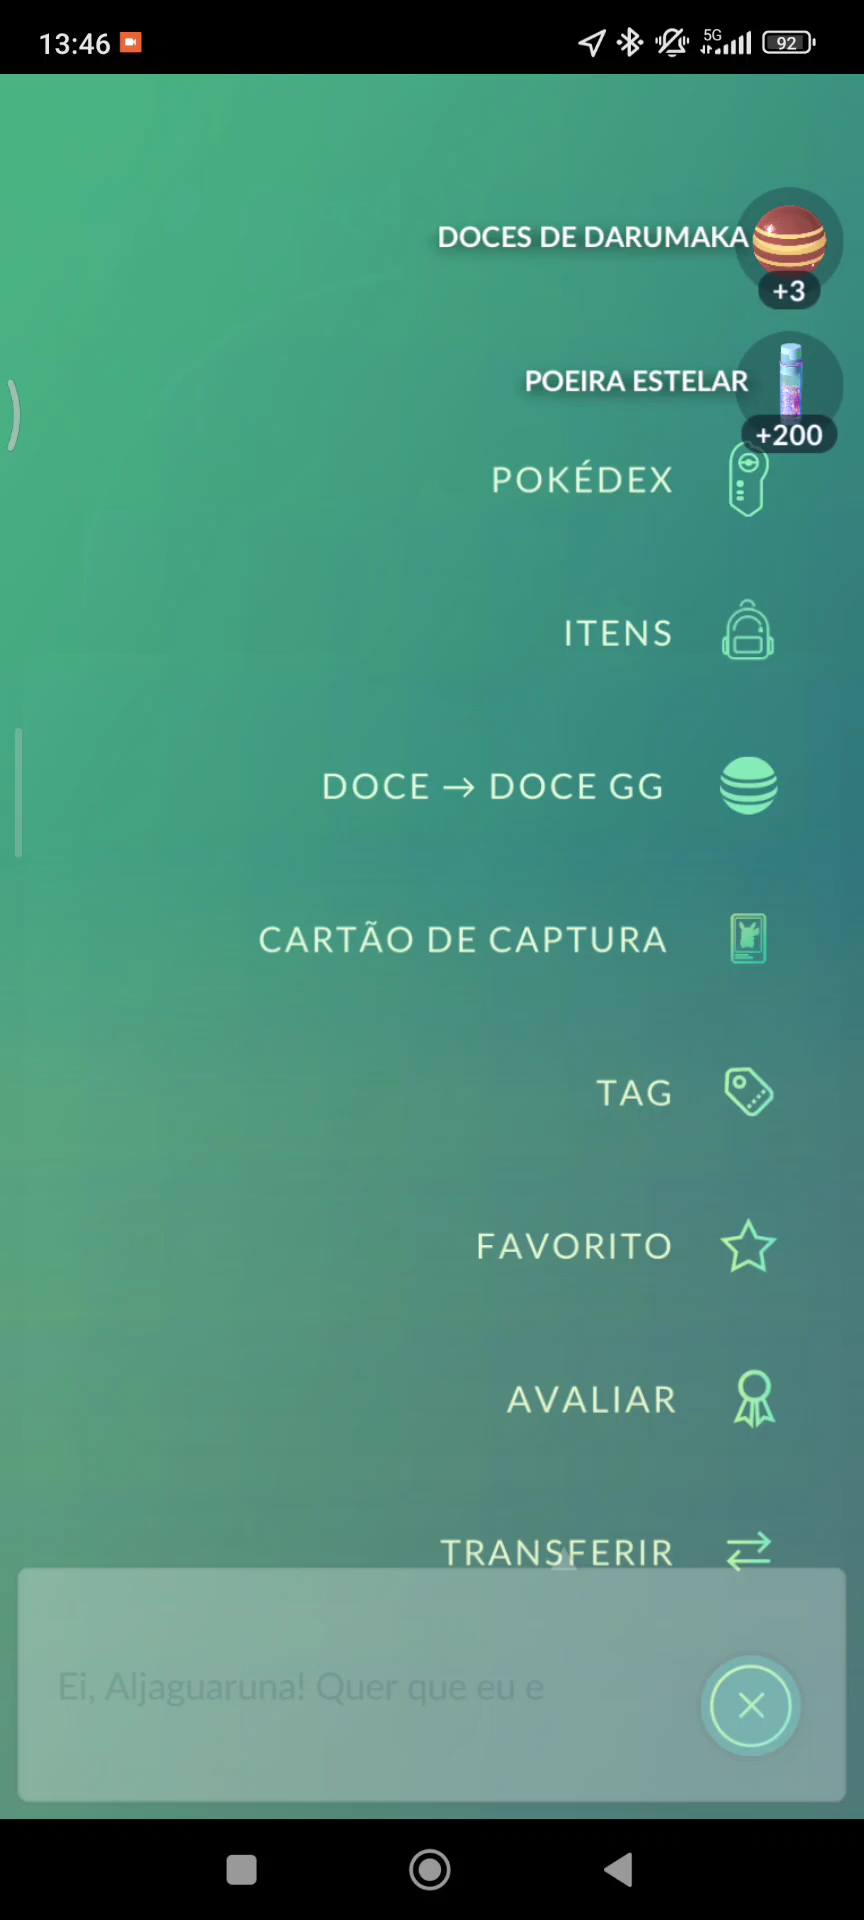 13:46
5G
92
DOCES DE DARUMAKA
+3
POEIRA ESTELAR
+200
POKÉDEX
ITENS
DOCE → DOCE GG
CARTÃO DE CAPTURA
TAG
FAVORITO
AVALIAR
TRANSFERIR
Ei, Aljaguaruna! Quer que eu e